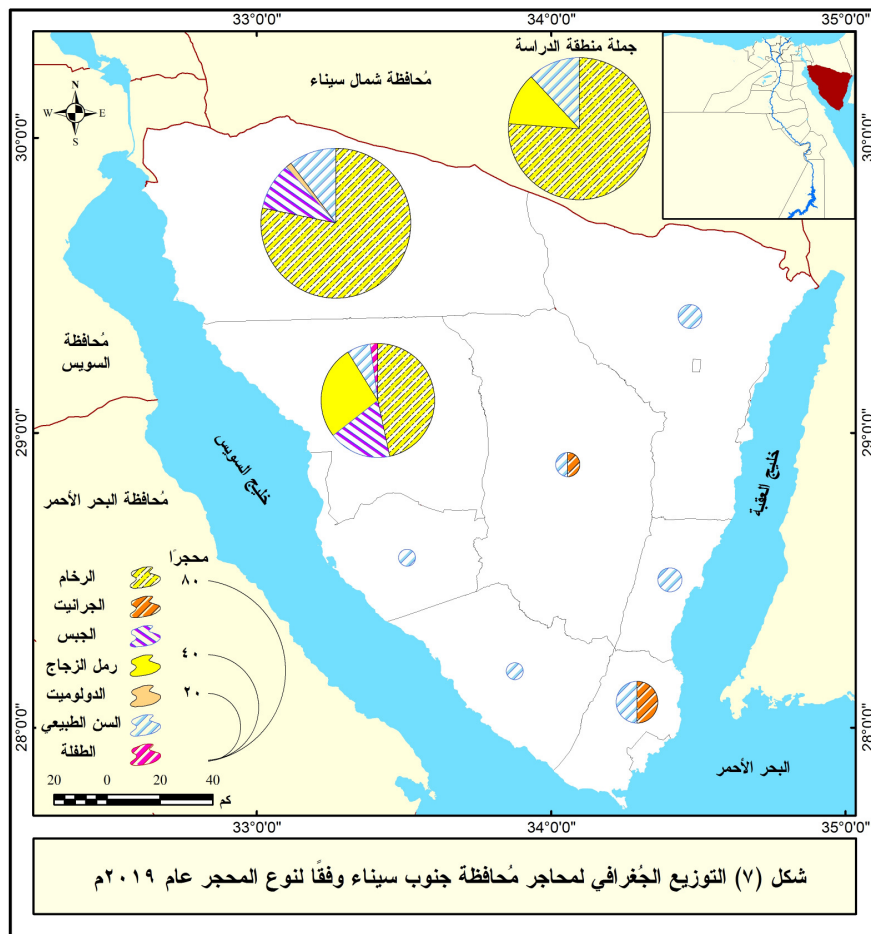 33°0'0"
34°0'0"
35°0'0"
جملة منطقة الدراسة
مُحافظة شمال سيناء
N
W E
S
30°0'0"
30°0'0"
مُحافظة
السويس
29°0'0"
29°0'0"
خليج السويس
خليج العقبة
مُحافظة البحر الأحمر
محجرًا
الرخام
٨٠
الجرانيت
الجبس
رمل الزجاج
٤٠
الدولوميت
٢٠
السن الطبيعي
الطفلة
28°0'0"
28°0'0"
البحر الأحمر
20 0 20 40
كم
33°0'0"
34°0'0"
35°0'0"
شكل (٧) التوزيع الجُغرافي لمحاجر مُحافظة جنوب سيناء وفقًا لنوع المحجر عام ٢٠١٩م